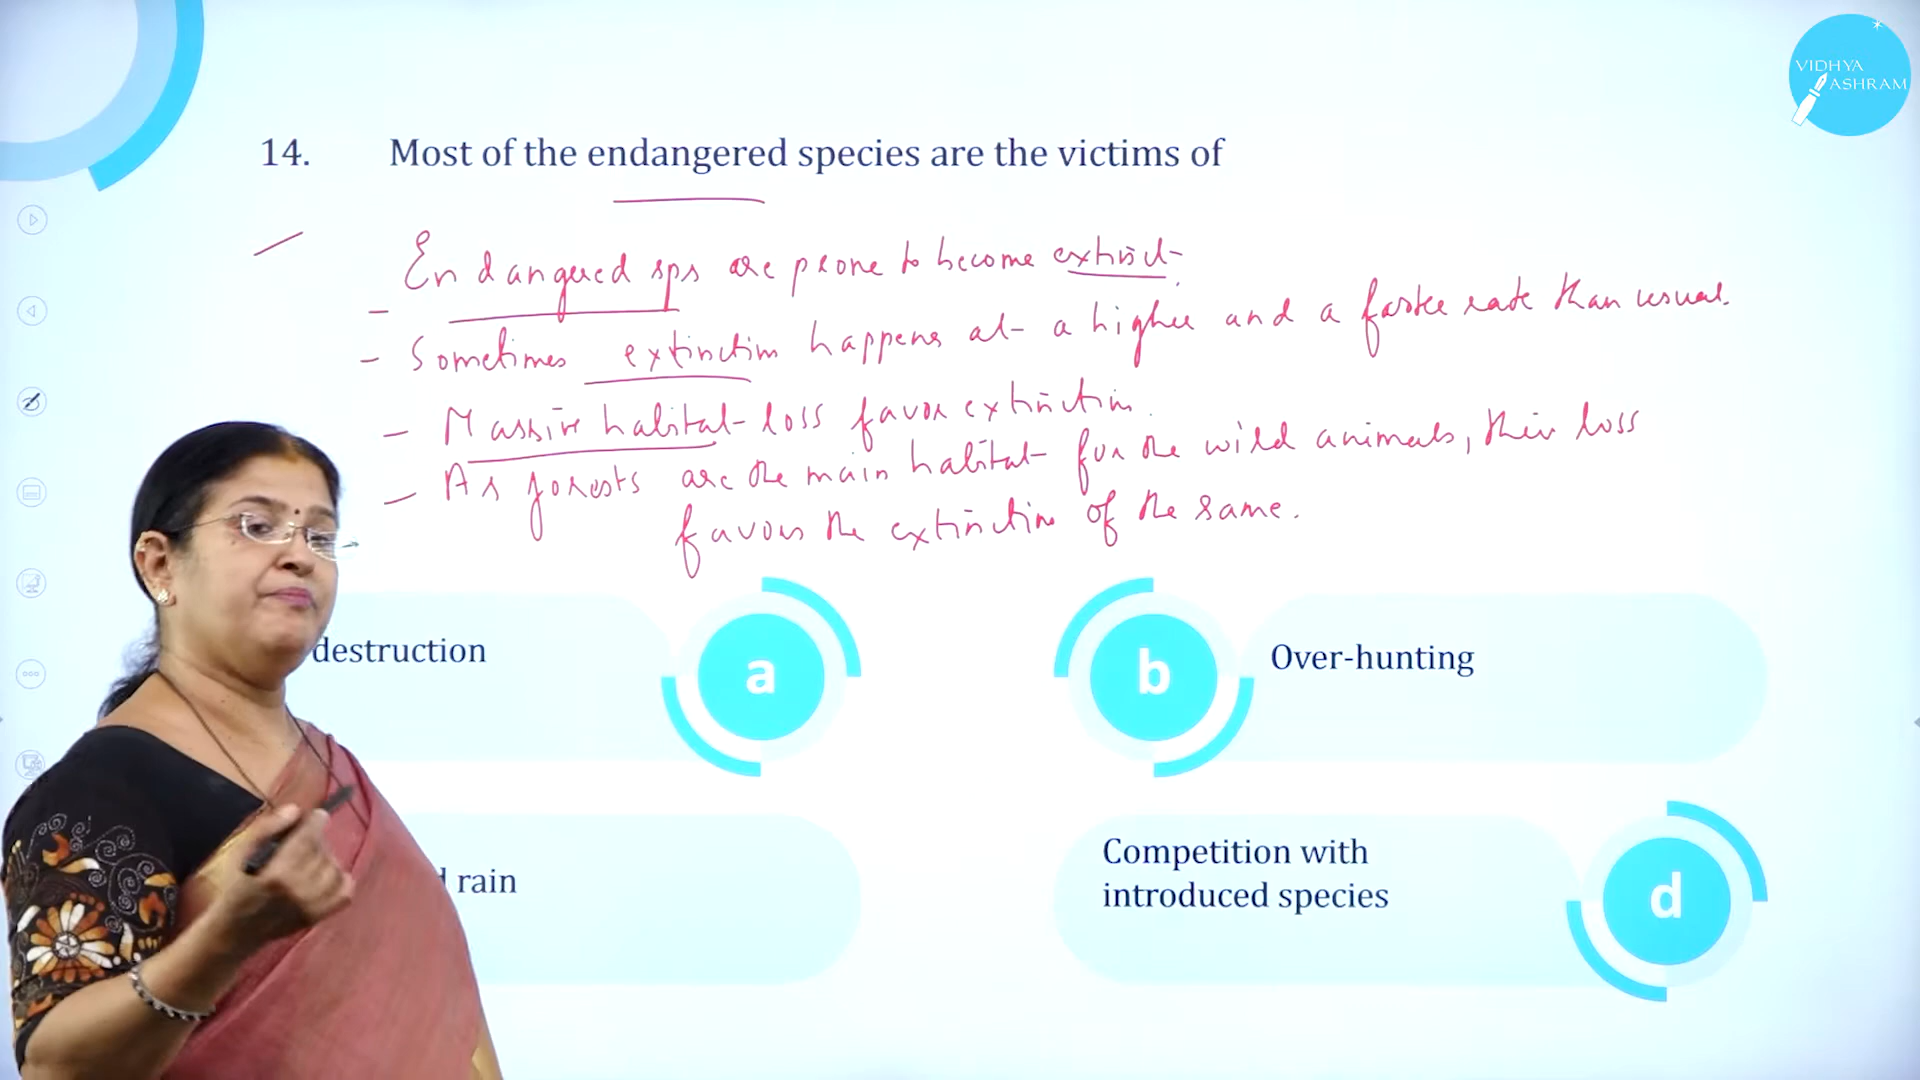 VIDHYA
ASHRAM
14. Most of the endangered species are the victims of
Endangered sps are prone to become extinct
- Sometimes extinction happens at a higher and a faster rate than usual.
- Massive habitat loss favor extinction.
- As forests are the main habitat for the wild animals, their loss
favours the extinction of the same.
destruction
a
b
Over-hunting
rain
Competition with
introduced species
d